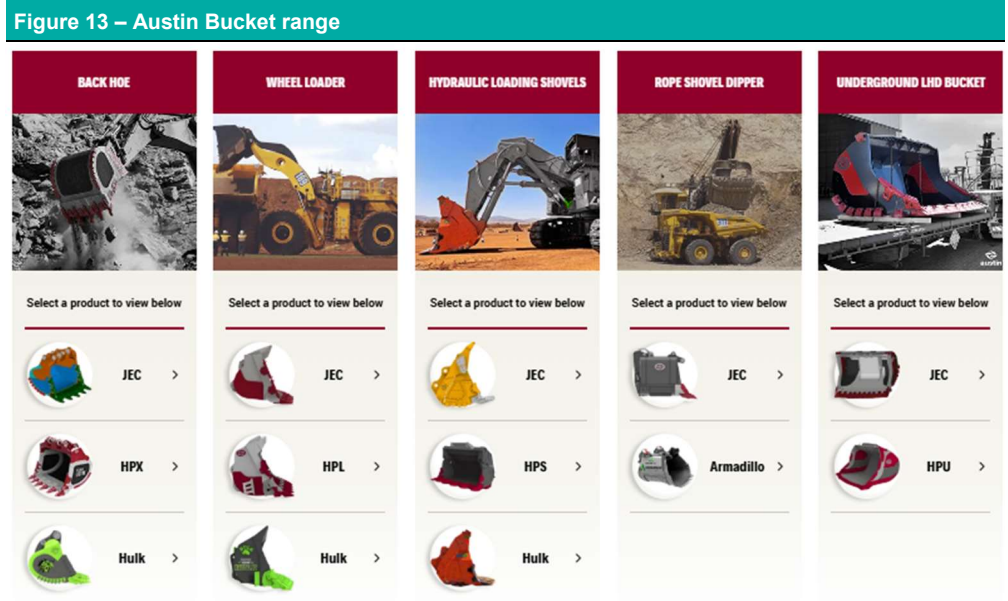 Figure 13 – Austin Bucket range
BACK HOE
Select a product to view below
JEC
HPX
Hulk
WHEEL LOADER
Select a product to view below
JEC
HPL
Hulk
HYDRAULIC LOADING SHOVELS
Select a product to view below
JEC
HPS
Hulk
ROPE SHOVEL DIPPER
Select a product to view below
JEC
Armadillo
UNDERGROUND LHD BUCKET
austin
Select a product to view below
JEC
HPU